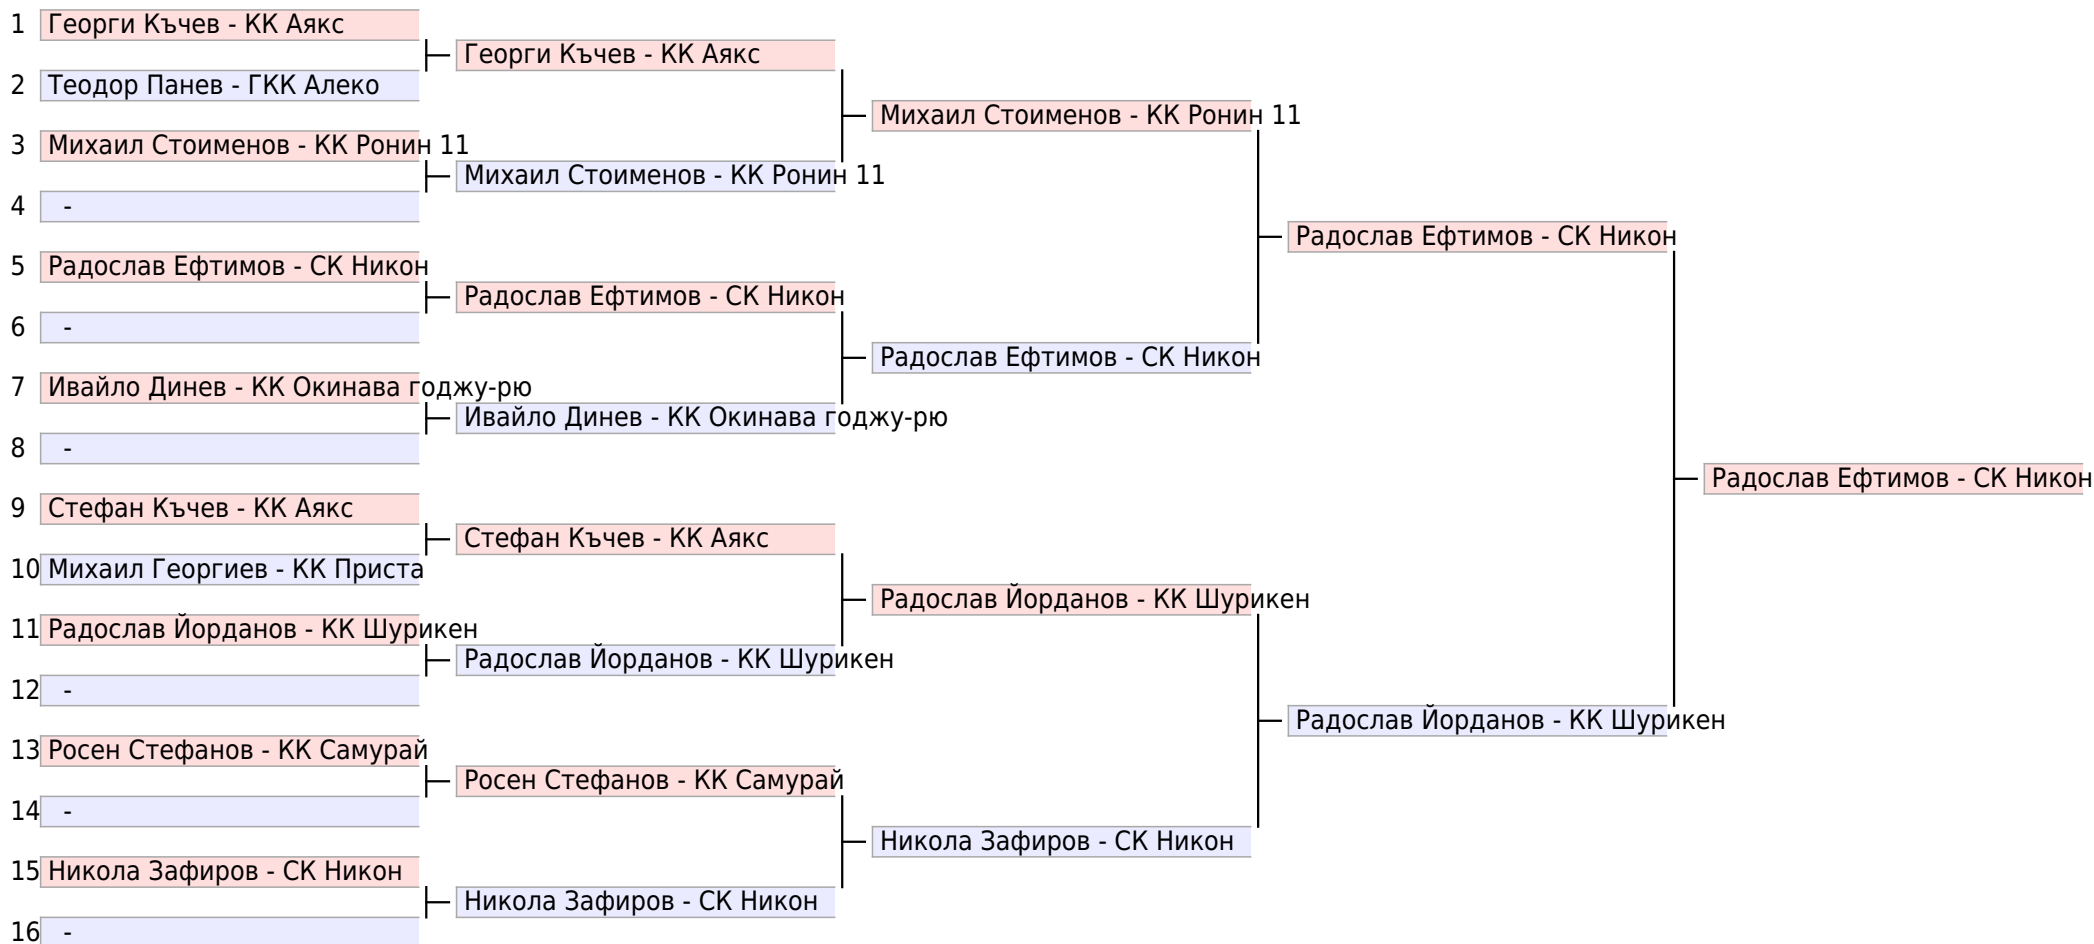 1 Георги Къчев - КК Аякс
2 Теодор Панев - ГКК Алеко
3 Михаил Стоименов - КК Ронин 11
4 -
5 Радослав Ефтимов - СК Никон
6 -
7 Ивайло Динев - КК Окинава годжу-рю
8 -
9 Стефан Къчев - КК Аякс
10 Михаил Георгиев - КК Приста
11 Радослав Йорданов - КК Шурикен
12 -
13 Росен Стефанов - КК Самурай
14 -
15 Никола Зафиров - СК Никон
16 -
Георги Къчев - КК Аякс
Михаил Стоименов - КК Ронин 11
Радослав Ефтимов - СК Никон
Ивайло Динев - КК Окинава годжу-рю
Стефан Къчев - КК Аякс
Радослав Йорданов - КК Шурикен
Росен Стефанов - КК Самурай
Никола Зафиров - СК Никон
Михаил Стоименов - КК Ронин 11
Радослав Ефтимов - СК Никон
Радослав Йорданов - КК Шурикен
Никола Зафиров - СК Никон
Радослав Ефтимов - СК Никон
Радослав Йорданов - КК Шурикен
Радослав Ефтимов - СК Никон